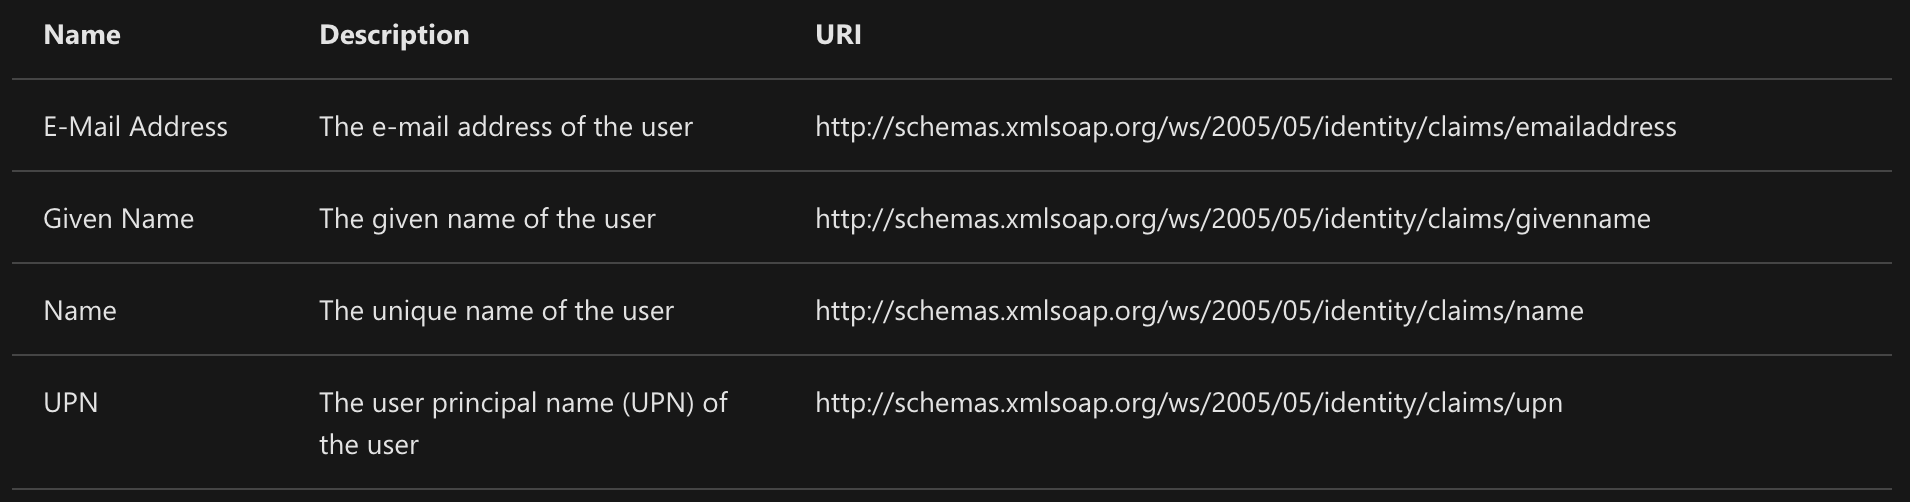 Name Description URI
E-Mail Address The e-mail address of the user http://schemas.xmlsoap.org/ws/2005/05/identity/claims/emailaddress
Given Name The given name of the user http://schemas.xmlsoap.org/ws/2005/05/identity/claims/givenname
Name The unique name of the user http://schemas.xmlsoap.org/ws/2005/05/identity/claims/name
UPN The user principal name (UPN) of http://schemas.xmlsoap.org/ws/2005/05/identity/claims/upn
the user